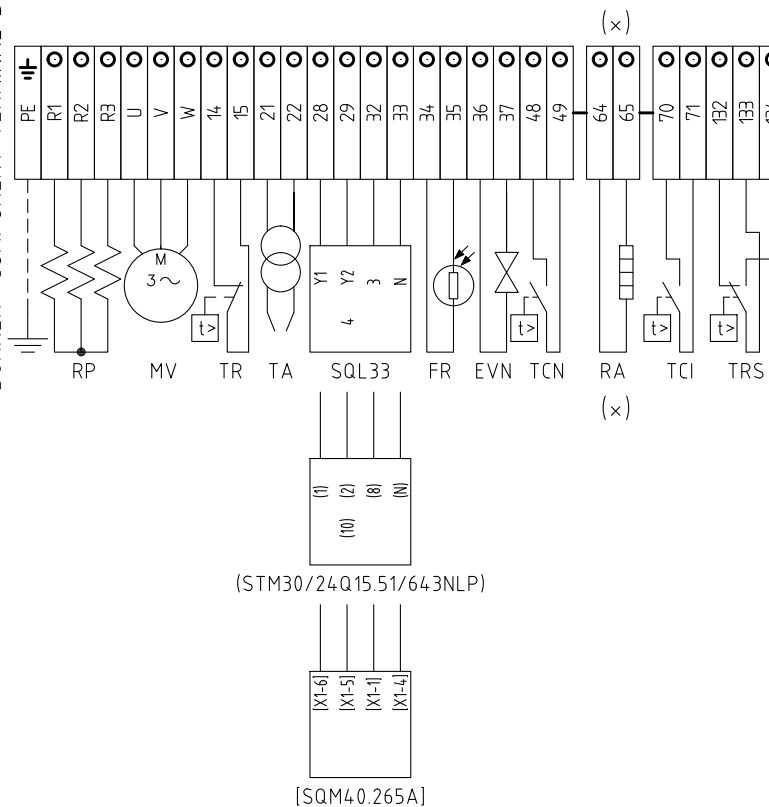 (x)
PE R1 R2 R3 U V W 14 15 21 22 28 29 32 33 34 35 36 37 48 49 64 65 70 71 132 133
M
3~
Y1 Y2 3 N
4
t> t> t> t>
RP MV TR TA SQL33 FR EVN TCN RA TCI TRS
(x)
(1) (2) (8) (N)
(10)
(STM30/24Q15.51/643NLP)
[X1-6] [X1-5] [X1-1] [X1-4]
[SQM40.265A]